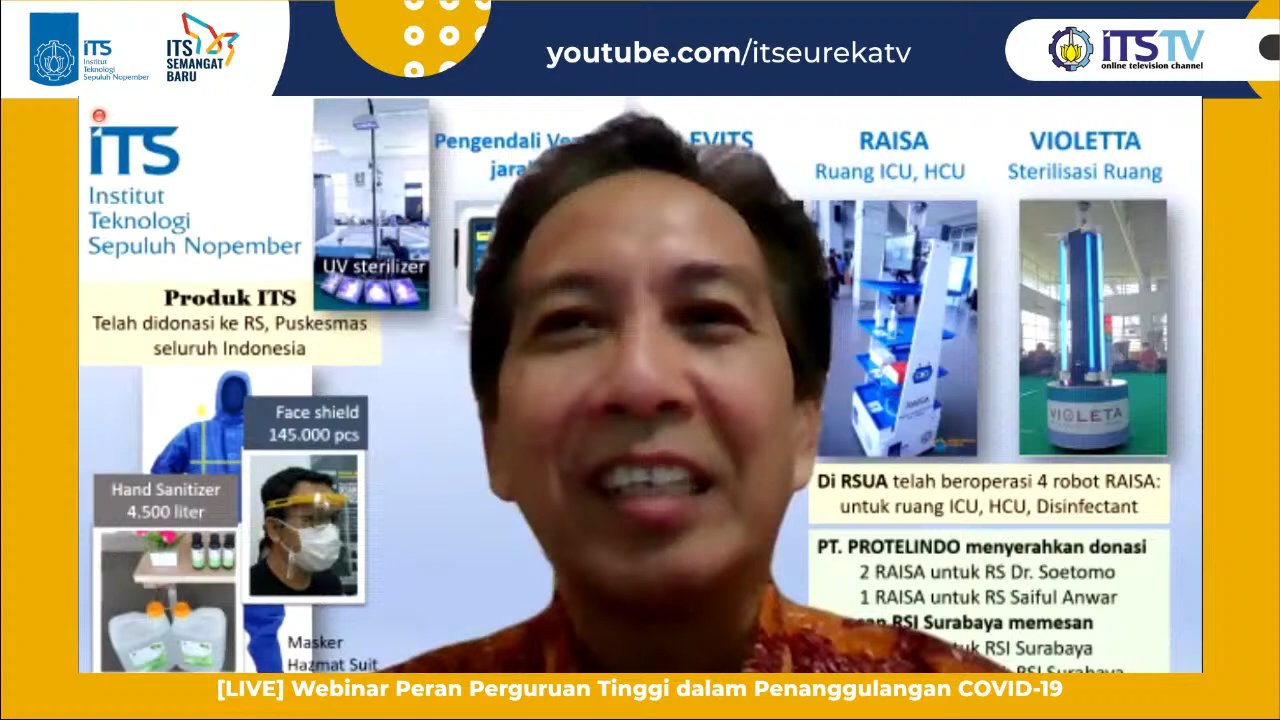 iTS
Institut
Teknologi
Sepuluh Nopember
ITS
SEMANGAT
BARU
youtube.com/itseurekatv
iTSTV
online television channel
iTS
Institut
Teknologi
Sepuluh Nopember
UV sterilizer
Pengendali
EVITS
RAISA
Ruang ICU, HCU
VIOLETTA
Sterilisasi Ruang
Produk ITS
Telah didonasi ke RS, Puskesmas
seluruh Indonesia
Face shield
145.000 pcs
Hand Sanitizer
4.500 liter
Masker
Hazmat Suit
RAISA
VIOLETA
Di RSUA telah beroperasi 4 robot RAISA:
untuk ruang ICU, HCU, Disinfectant
PT. PROTELINDO menyerahkan donasi
2 RAISA untuk RS Dr. Soetomo
1 RAISA untuk RS Saiful Anwar
RSI Surabaya memesan
RSI Surabaya
RSI Surabaya
[LIVE] Webinar Peran Perguruan Tinggi dalam Penanggulangan COVID-19